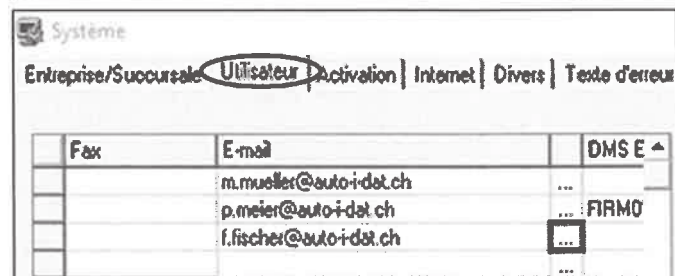 Système
Entreprise/Succursale Utilisateur Activation Internet Divers Texte d'erreur
Fax E-mail ... DMS E
m.mueller@auto-i-dat.ch ...
p.meier@auto-i-dat.ch ... FIRM0
f.fischer@auto-i-dat.ch ...
...